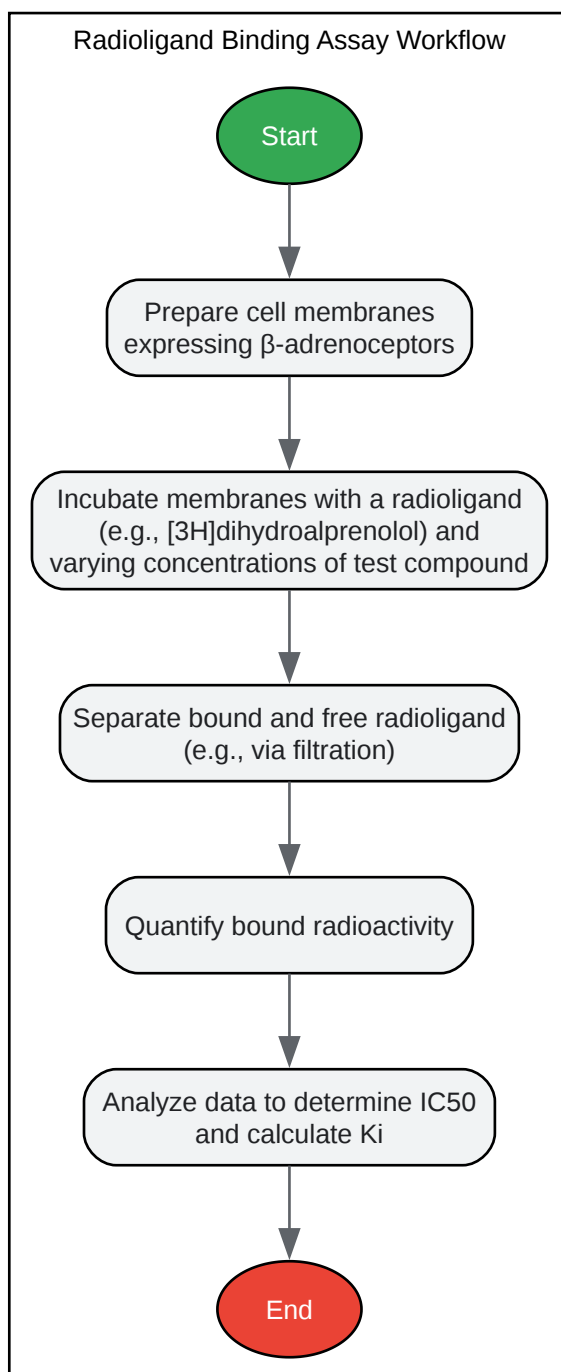 Radioligand Binding Assay Workflow
Start
Prepare cell membranes
expressing β-adrenoceptors
Incubate membranes with a radioligand
(e.g., [3H]dihydroalprenolol) and
varying concentrations of test compound
Separate bound and free radioligand
(e.g., via filtration)
Quantify bound radioactivity
Analyze data to determine IC50
and calculate Ki
End